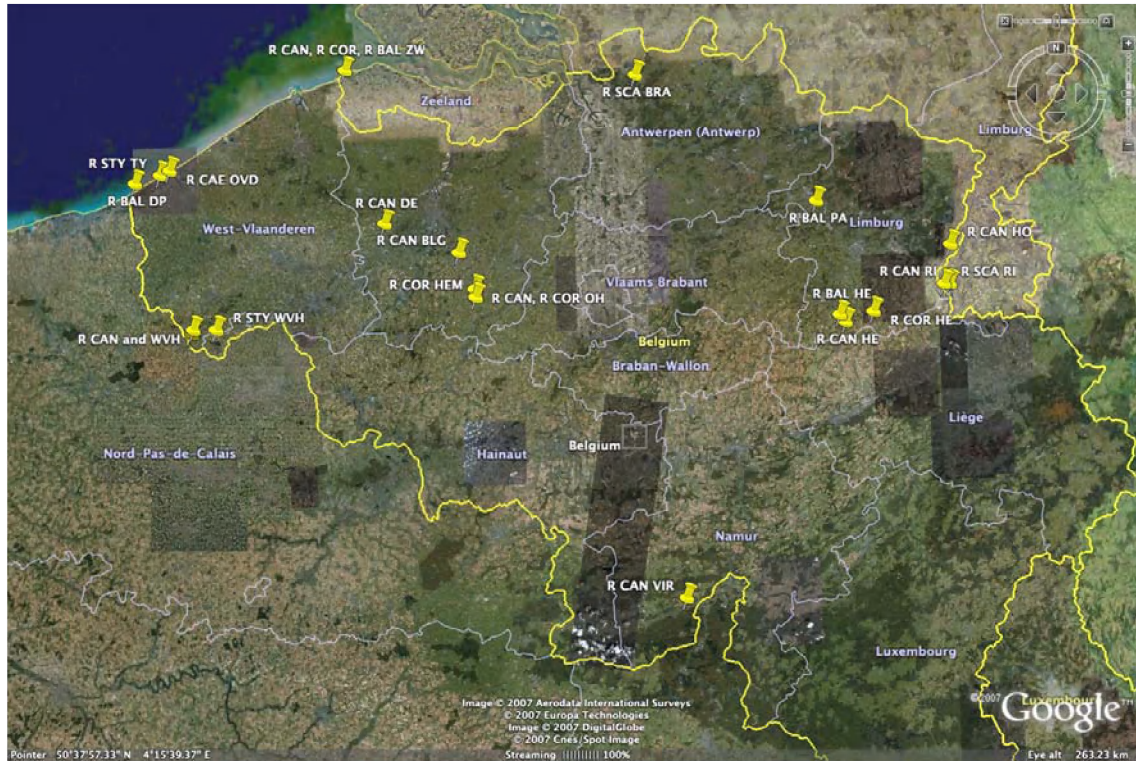 R CAN, R COR, R BAL ZW
N
Zeeland
R SCA BRA
Antwerpen (Antwerp)
Limburg
R STY TY
R CAE OVD
R BAL DP
West-Vlaanderen
R CAN DE
R CAN BLG
R BAL PA
Limburg
R CAN HO
R COR HEM
R CAN, R COR OH
Vlaams Brabant
R CAN RI
R SCA RI
R BAL HE
R COR HE
R CAN HE
R STY WVH
R CAN and WVH
Belgium
Braban-Wallon
Liège
Belgium
Nord-Pas-de-Calais
Hainaut
Namur
R CAN VIR
Luxembourg
Luxembourg
Image © 2007 Aerodata International Surveys
© 2007 Europa Technologies
Image © 2007 DigitalGlobe
© 2007 Cnes/Spot Image
©2007 Google™
Pointer 50°37'57.33" N 4°15'39.37" E
Streaming ||||||||| 100%
Eye alt 263.23 km